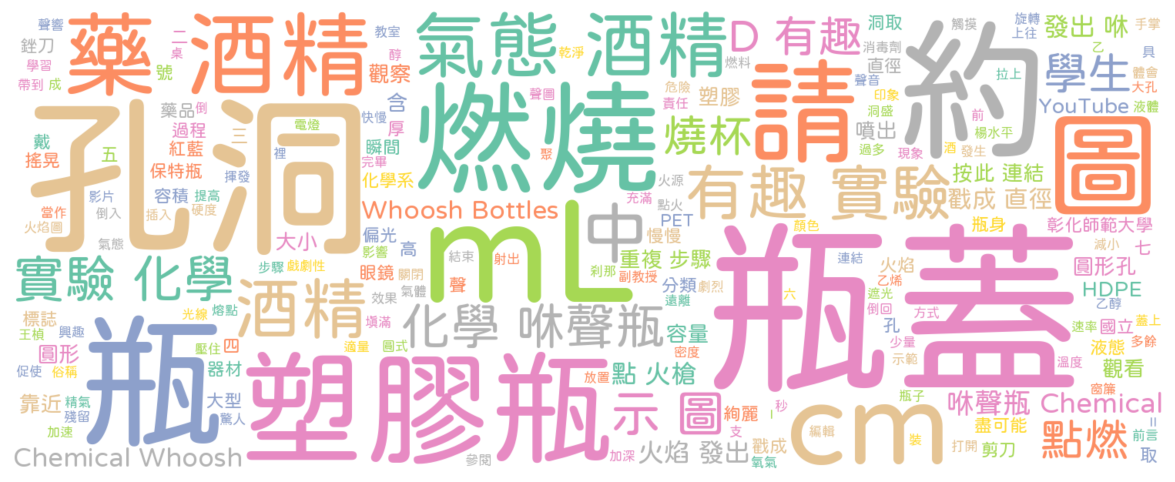 聲響 藥 酒精 教室 氣態 酒精 D 有趣 洞取 觸摸 旋轉 上往 發出 咻 手掌
銼刀 二 桌 醇 乾淨 燃料 消毒劑 乙 具
學習 號 觀察 直徑 聲音 拉上 學生 體會
帶到 成 聲圖 危險 責任 塑膠 請 印象 約 大孔
藥品 倒 電燈 含 燃燒 洞盛 YouTube 液體
戴 過程 三 快慢 厚 燒杯 噴出 前 楊水平 圖
搖晃 五 紅藍 裡 瞬間 聚 過多 現象 酒 發生
孔洞 保特瓶 完畢 化學系 火源 有趣 實驗 按此 連結
影片 容積 提高 揮發 充滿 點火 戳成 直徑
當作 倒入 插入 硬度 Whoosh Bottles PET 顏色 瓶身 彰化師範大學
火焰圖 氣態 大小 偏光 高 mL 中 慢慢 瓶蓋 連結 減小 七
步驟 戲劇性 影響 結束 射出 剎那 重複 步驟 火焰 圓形孔
實驗 化學 眼鏡 關閉 聲 副教授 分類 劇烈 乙烯 乙醇 HDPE
標誌 光線 熔點 酒精 效果 氣體 遠離 六 遮光 倒回 方式 蓋上
王楨 興趣 填滿 化學 咻聲瓶 容量 孔 速率 國立 多餘
圓形 壓住 四 適量 圓式 密度 少量 示範 液態 溫度 觀看
促使 俗稱 瓶 器材 塑膠瓶 點 火槍 放置 窗簾
靠近 精氣 殘留 大型 示 圖 絢麗 秒 cm 瓶子 咻聲瓶 Chemical
加速 驚人 支 編輯 裝 盡可能 點燃 =
Chemical Whoosh 參閱 加深 火焰 發出 戳成 氧氣 打開 剪刀 前言 取